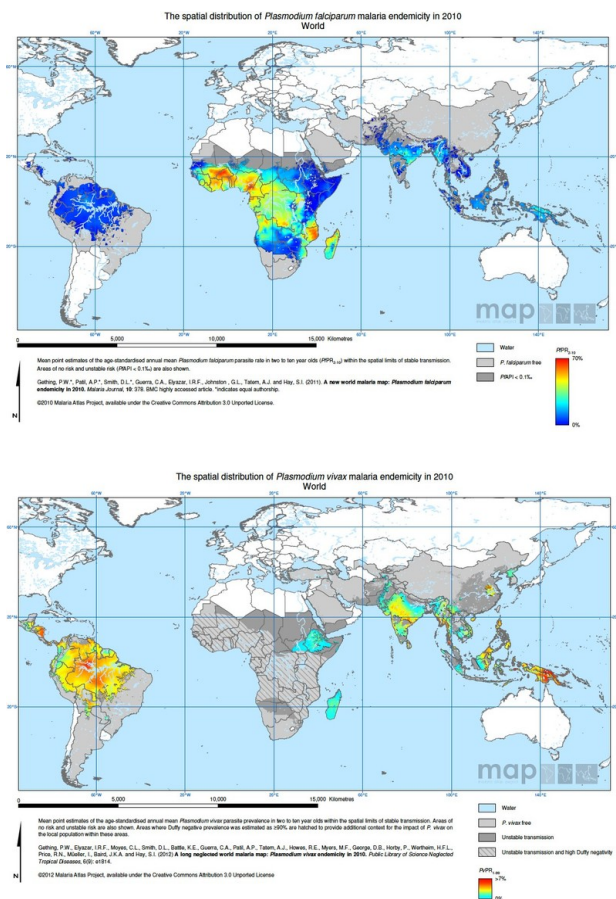 The spatial distribution of Plasmodium falciparum malaria endemicity in 2010
World
60°W 0° 60°E 100°E 140°E
map
0 5,000 10,000 15,000 Kilometres
Water
P. falciparum free
PfAPI < 0.1‰
PfPR2-10
70%
0%
Mean point estimates of the age-standardised annual mean Plasmodium falciparum parasite rate in two to ten year olds (PfPR2-10) within the spatial limits of stable transmission.
Areas of no risk and unstable risk (PfAPI < 0.1‰) are also shown.
Gething, P.W.*, Patil, A.P.*, Smith, D.L.*, Guerra, C.A., Elyazar, I.R.F., Johnston , G.L., Tatem, A.J. and Hay, S.I. (2011). A new world malaria map: Plasmodium falciparum
endemicity in 2010. Malaria Journal, 10: 378. BMC highly accessed article. *indicates equal authorship.
©2010 Malaria Atlas Project, available under the Creative Commons Attribution 3.0 Unported License.
N
The spatial distribution of Plasmodium vivax malaria endemicity in 2010
World
map
0 5,000 10,000 15,000 Kilometres
Water
P. vivax free
Unstable transmission
Unstable transmission and high Duffy negativity
PvPR1-99
>7%
0%
Mean point estimates of the age-standardised annual mean Plasmodium vivax parasite prevalence in two to ten year olds within the spatial limits of stable transmission. Areas of
no risk and unstable risk are also shown. Areas where Duffy negative prevalence was estimated as ≥90% are hatched to provide additional context for the impact of P. vivax on
the local population within these areas.
Gething, P.W., Elyazar, I.R.F., Moyes, C.L., Smith, D.L., Battle, K.E., Guerra, C.A., Patil, A.P., Tatem, A.J., Howes, R.E., Myers, M.F., George, D.B., Horby, P., Wertheim, H.F.L.,
Price, R.N., Müeller, I., Baird, J.K.A. and Hay, S.I. (2012) A long neglected world malaria map: Plasmodium vivax endemicity in 2010. Public Library of Science Neglected
Tropical Diseases, 6(9): e1814.
©2012 Malaria Atlas Project, available under the Creative Commons Attribution 3.0 Unported License
N